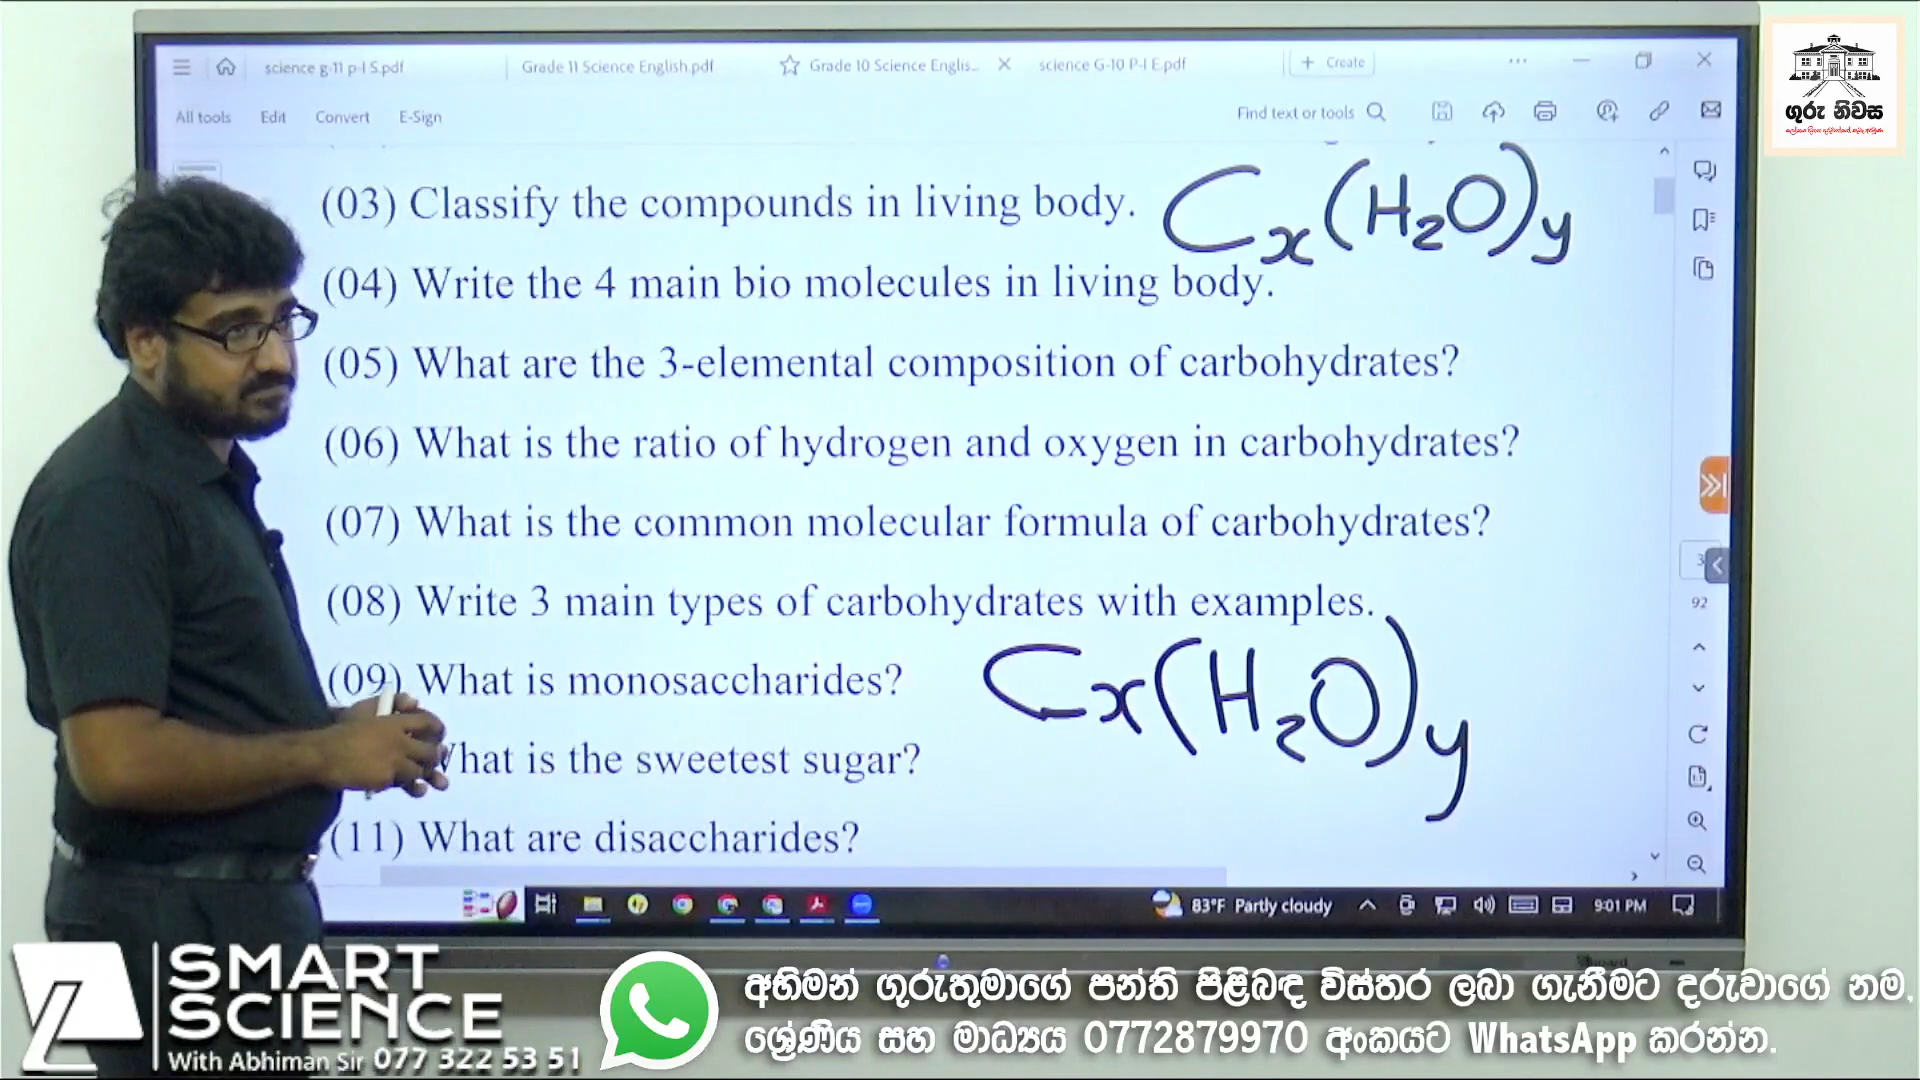 science g-11 p-I S.pdf
Grade 11 Science English.pdf
Grade 10 Science Englis...
science G-10 P-I E.pdf
+ Create
All tools Edit Convert E-Sign
Find text or tools
ගුරු නිවස
(03) Classify the compounds in living body.
Cx(H₂O)y
(04) Write the 4 main bio molecules in living body.
(05) What are the 3-elemental composition of carbohydrates?
(06) What is the ratio of hydrogen and oxygen in carbohydrates?
(07) What is the common molecular formula of carbohydrates?
(08) Write 3 main types of carbohydrates with examples.
(09) What is monosaccharides?
Cx(H₂O)y
What is the sweetest sugar?
(11) What are disaccharides?
92
83°F Partly cloudy
9:01 PM
SMART
SCIENCE
With Abhiman Sir 077 322 53 51
අභිමන් ගුරුතුමාගේ පන්ති පිළිබඳ විස්තර ලබා ගැනීමට දරුවාගේ නම,
ශ්‍රේණිය සහ මාධ්‍යය 0772879970 අංකයට WhatsApp කරන්න.